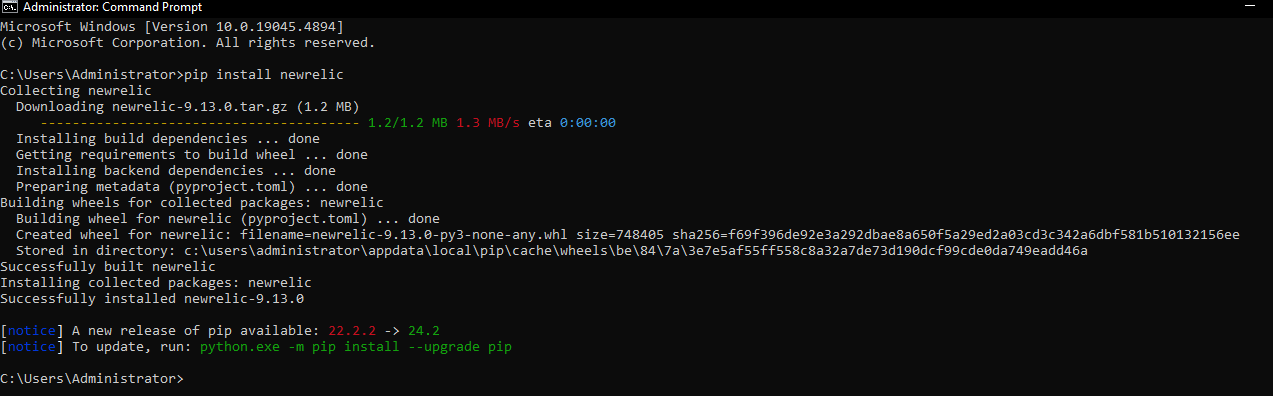 Administrator: Command Prompt
Microsoft Windows [Version 10.0.19045.4894]
(c) Microsoft Corporation. All rights reserved.
C:\Users\Administrator>pip install newrelic
Collecting newrelic
Downloading newrelic-9.13.0.tar.gz (1.2 MB)
---------------------------------------- 1.2/1.2 MB 1.3 MB/s eta 0:00:00
Installing build dependencies ... done
Getting requirements to build wheel ... done
Installing backend dependencies ... done
Preparing metadata (pyproject.toml) ... done
Building wheels for collected packages: newrelic
Building wheel for newrelic (pyproject.toml) ... done
Created wheel for newrelic: filename=newrelic-9.13.0-py3-none-any.whl size=748405 sha256=f69f396de92e3a292dbae8a650f5a29ed2a03cd3c342a6dbf581b510132156ee
Stored in directory: c:\users\administrator\appdata\local\pip\cache\wheels\be\84\7a\3e7e5af55ff558c8a32a7de73d190dcf99cde0da749eadd46a
Successfully built newrelic
Installing collected packages: newrelic
Successfully installed newrelic-9.13.0
[notice] A new release of pip available: 22.2.2 -> 24.2
[notice] To update, run: python.exe -m pip install --upgrade pip
C:\Users\Administrator>